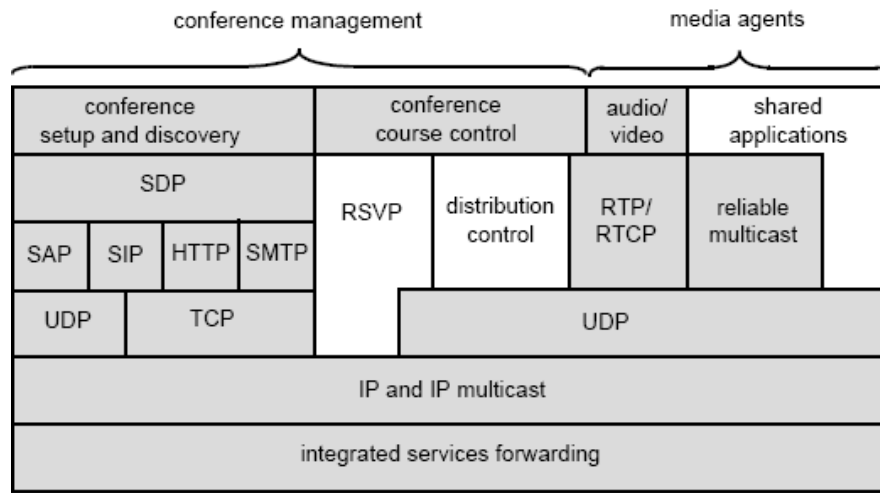 conference management
media agents
conference
setup and discovery
conference
course control
audio/
video
shared
applications
SDP
RSVP
distribution
control
RTP/
RTCP
reliable
multicast
SAP
SIP
HTTP
SMTP
UDP
TCP
UDP
IP and IP multicast
integrated services forwarding